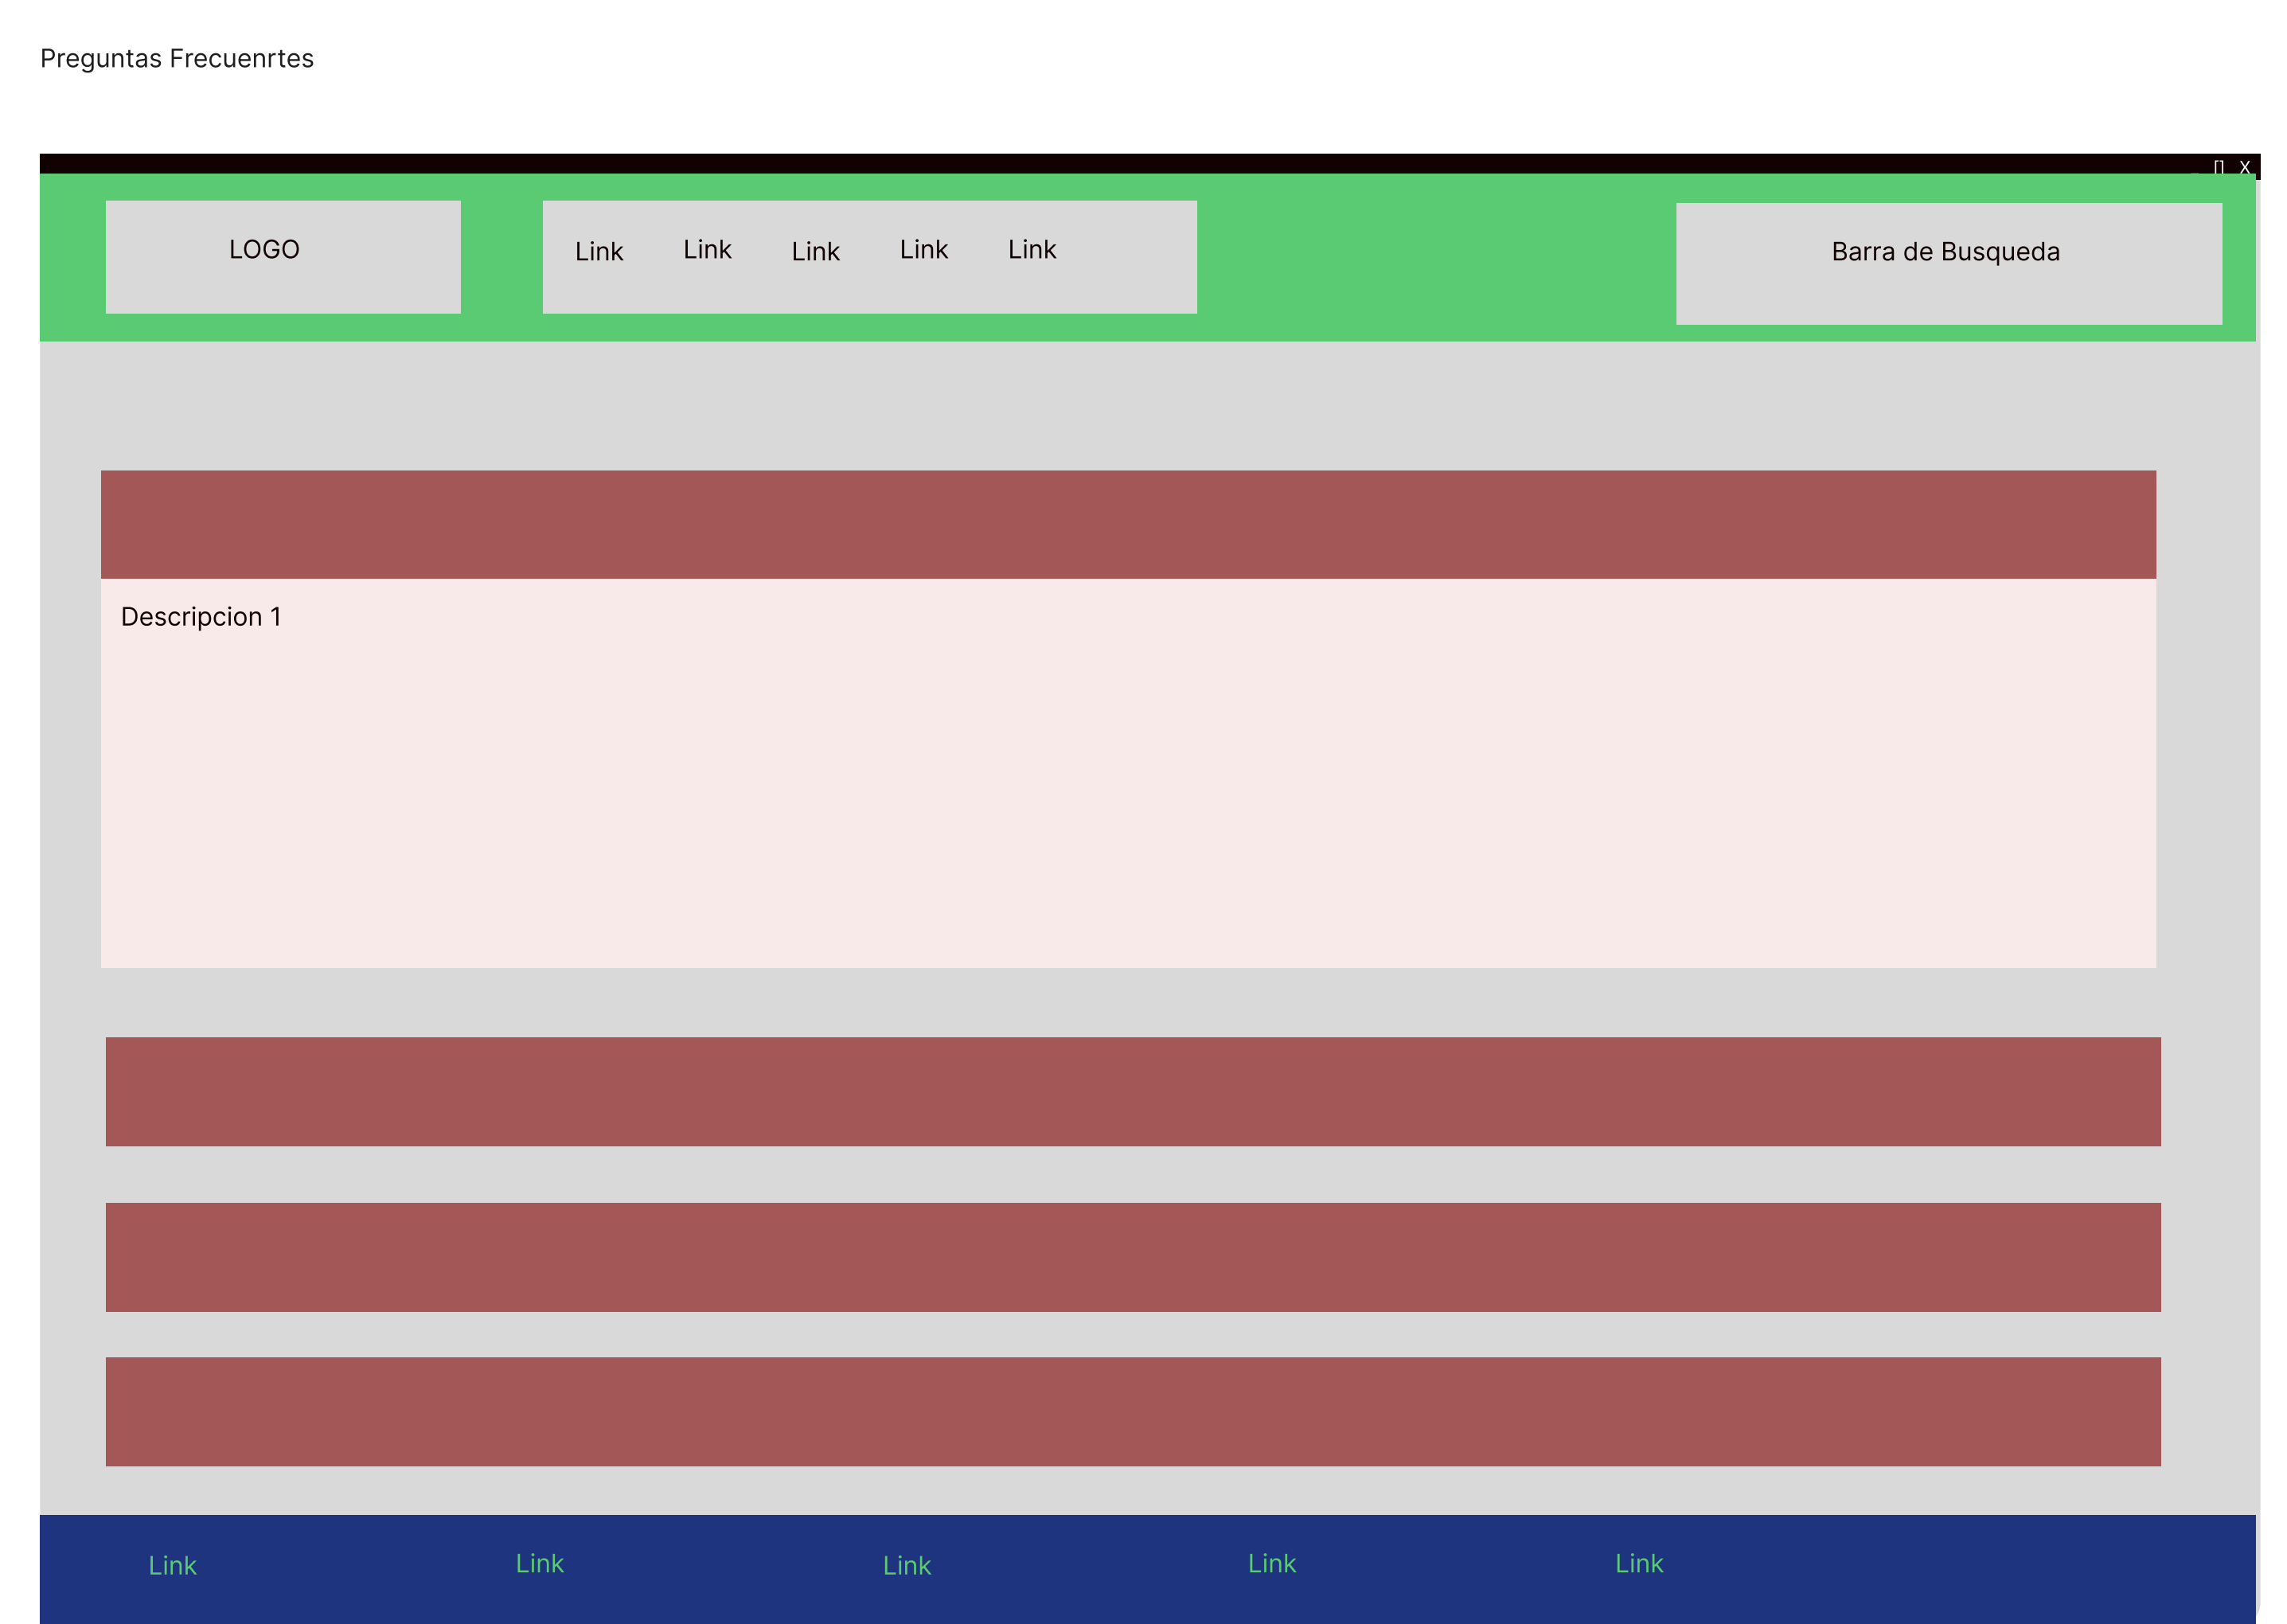 Preguntas Frecuenrtes
_ [] X
LOGO
Link Link Link Link Link
Barra de Busqueda
Descripcion 1
Link Link Link Link Link